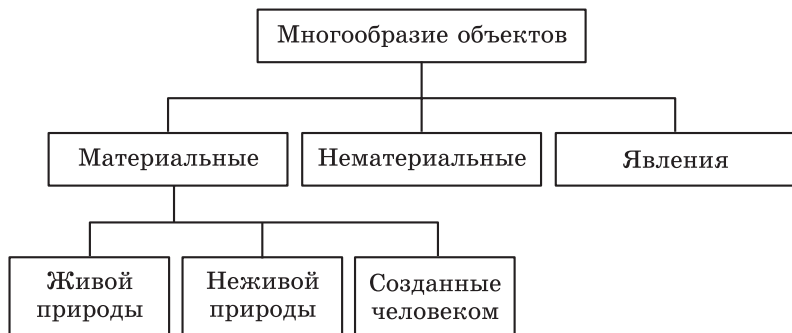 Многообразие объектов
Материальные
Нематериальные
Явления
Живой
природы
Неживой
природы
Созданные
человеком